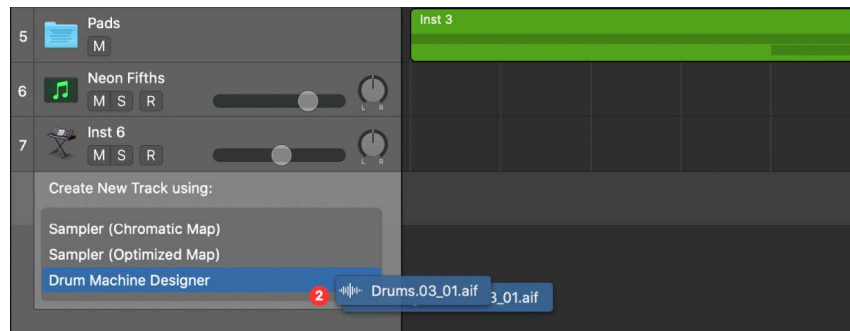 5
Pads
M
Inst 3
6
Neon Fifths
M S R
L R
7
Inst 6
M S R
L R
Create New Track using:
Sampler (Chromatic Map)
Sampler (Optimized Map)
Drum Machine Designer
2
Drums.03_01.aif
3_01.aif